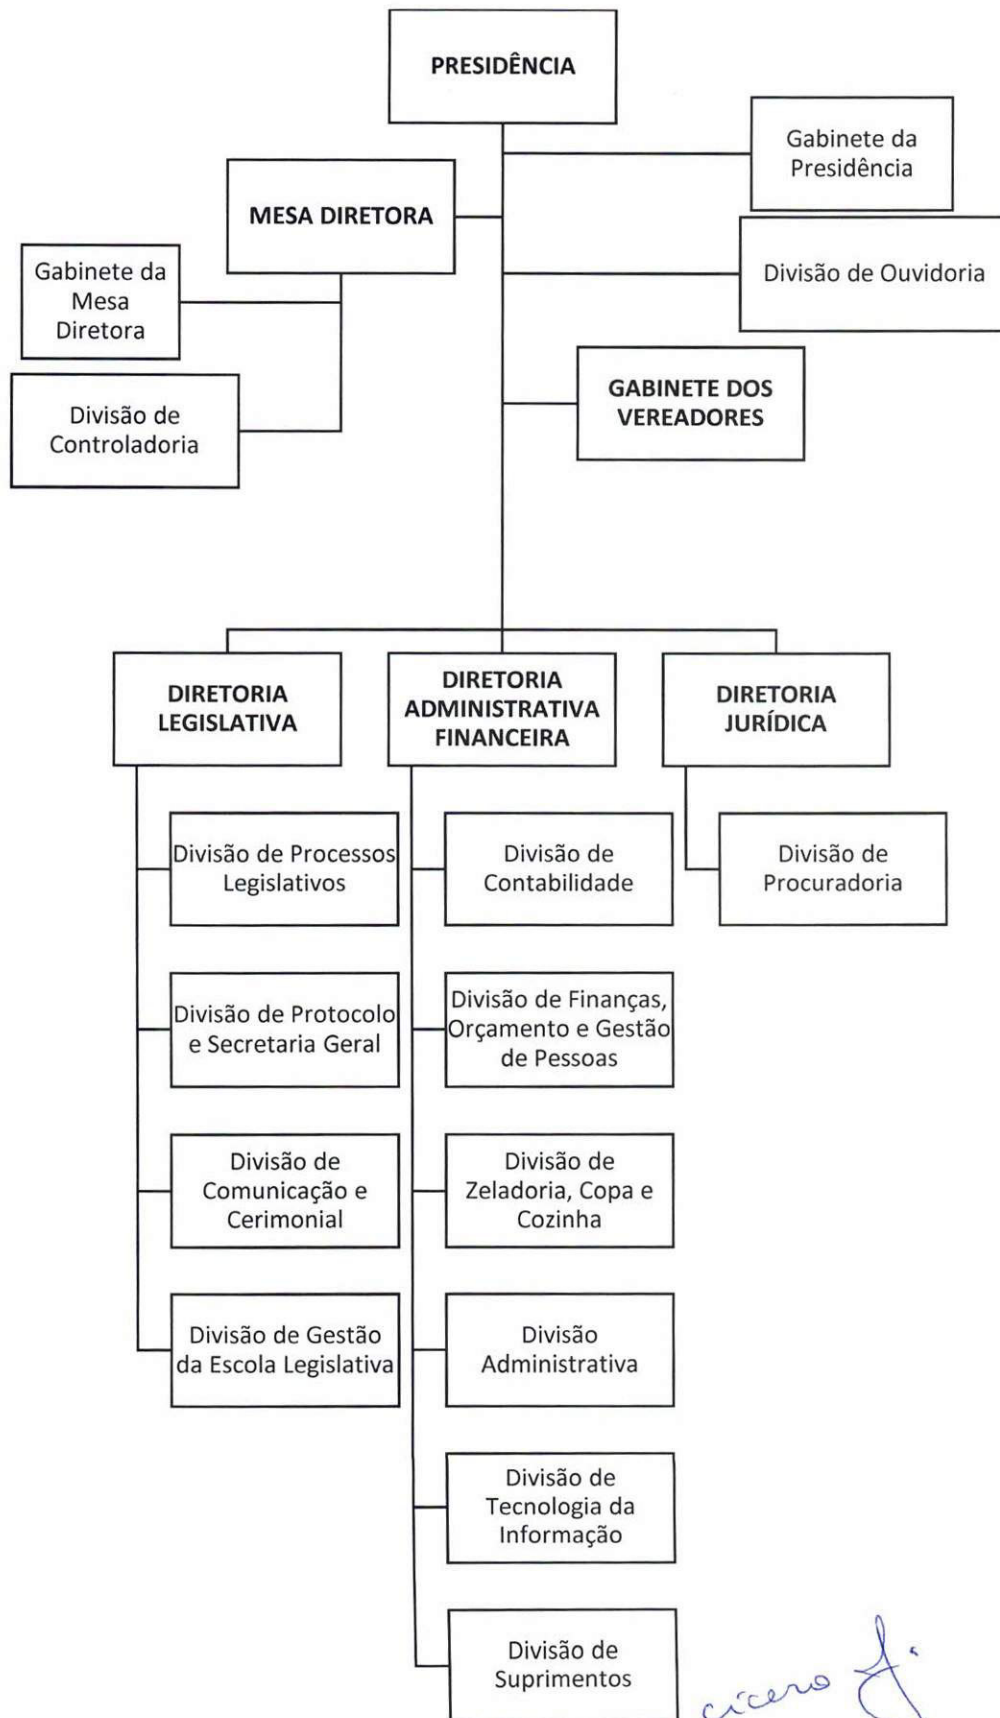 PRESIDÊNCIA
Gabinete da
Presidência
MESA DIRETORA
Divisão de Ouvidoria
Gabinete da
Mesa
Diretora
GABINETE DOS
VEREADORES
Divisão de
Controladoria
DIRETORIA
LEGISLATIVA
DIRETORIA
ADMINISTRATIVA
FINANCEIRA
DIRETORIA
JURÍDICA
Divisão de Processos
Legislativos
Divisão de
Contabilidade
Divisão de
Procuradoria
Divisão de Protocolo
e Secretaria Geral
Divisão de Finanças,
Orçamento e Gestão
de Pessoas
Divisão de
Comunicação e
Cerimonial
Divisão de
Zeladoria, Copa e
Cozinha
Divisão de Gestão
da Escola Legislativa
Divisão
Administrativa
Divisão de
Tecnologia da
Informação
Divisão de
Suprimentos
cícero